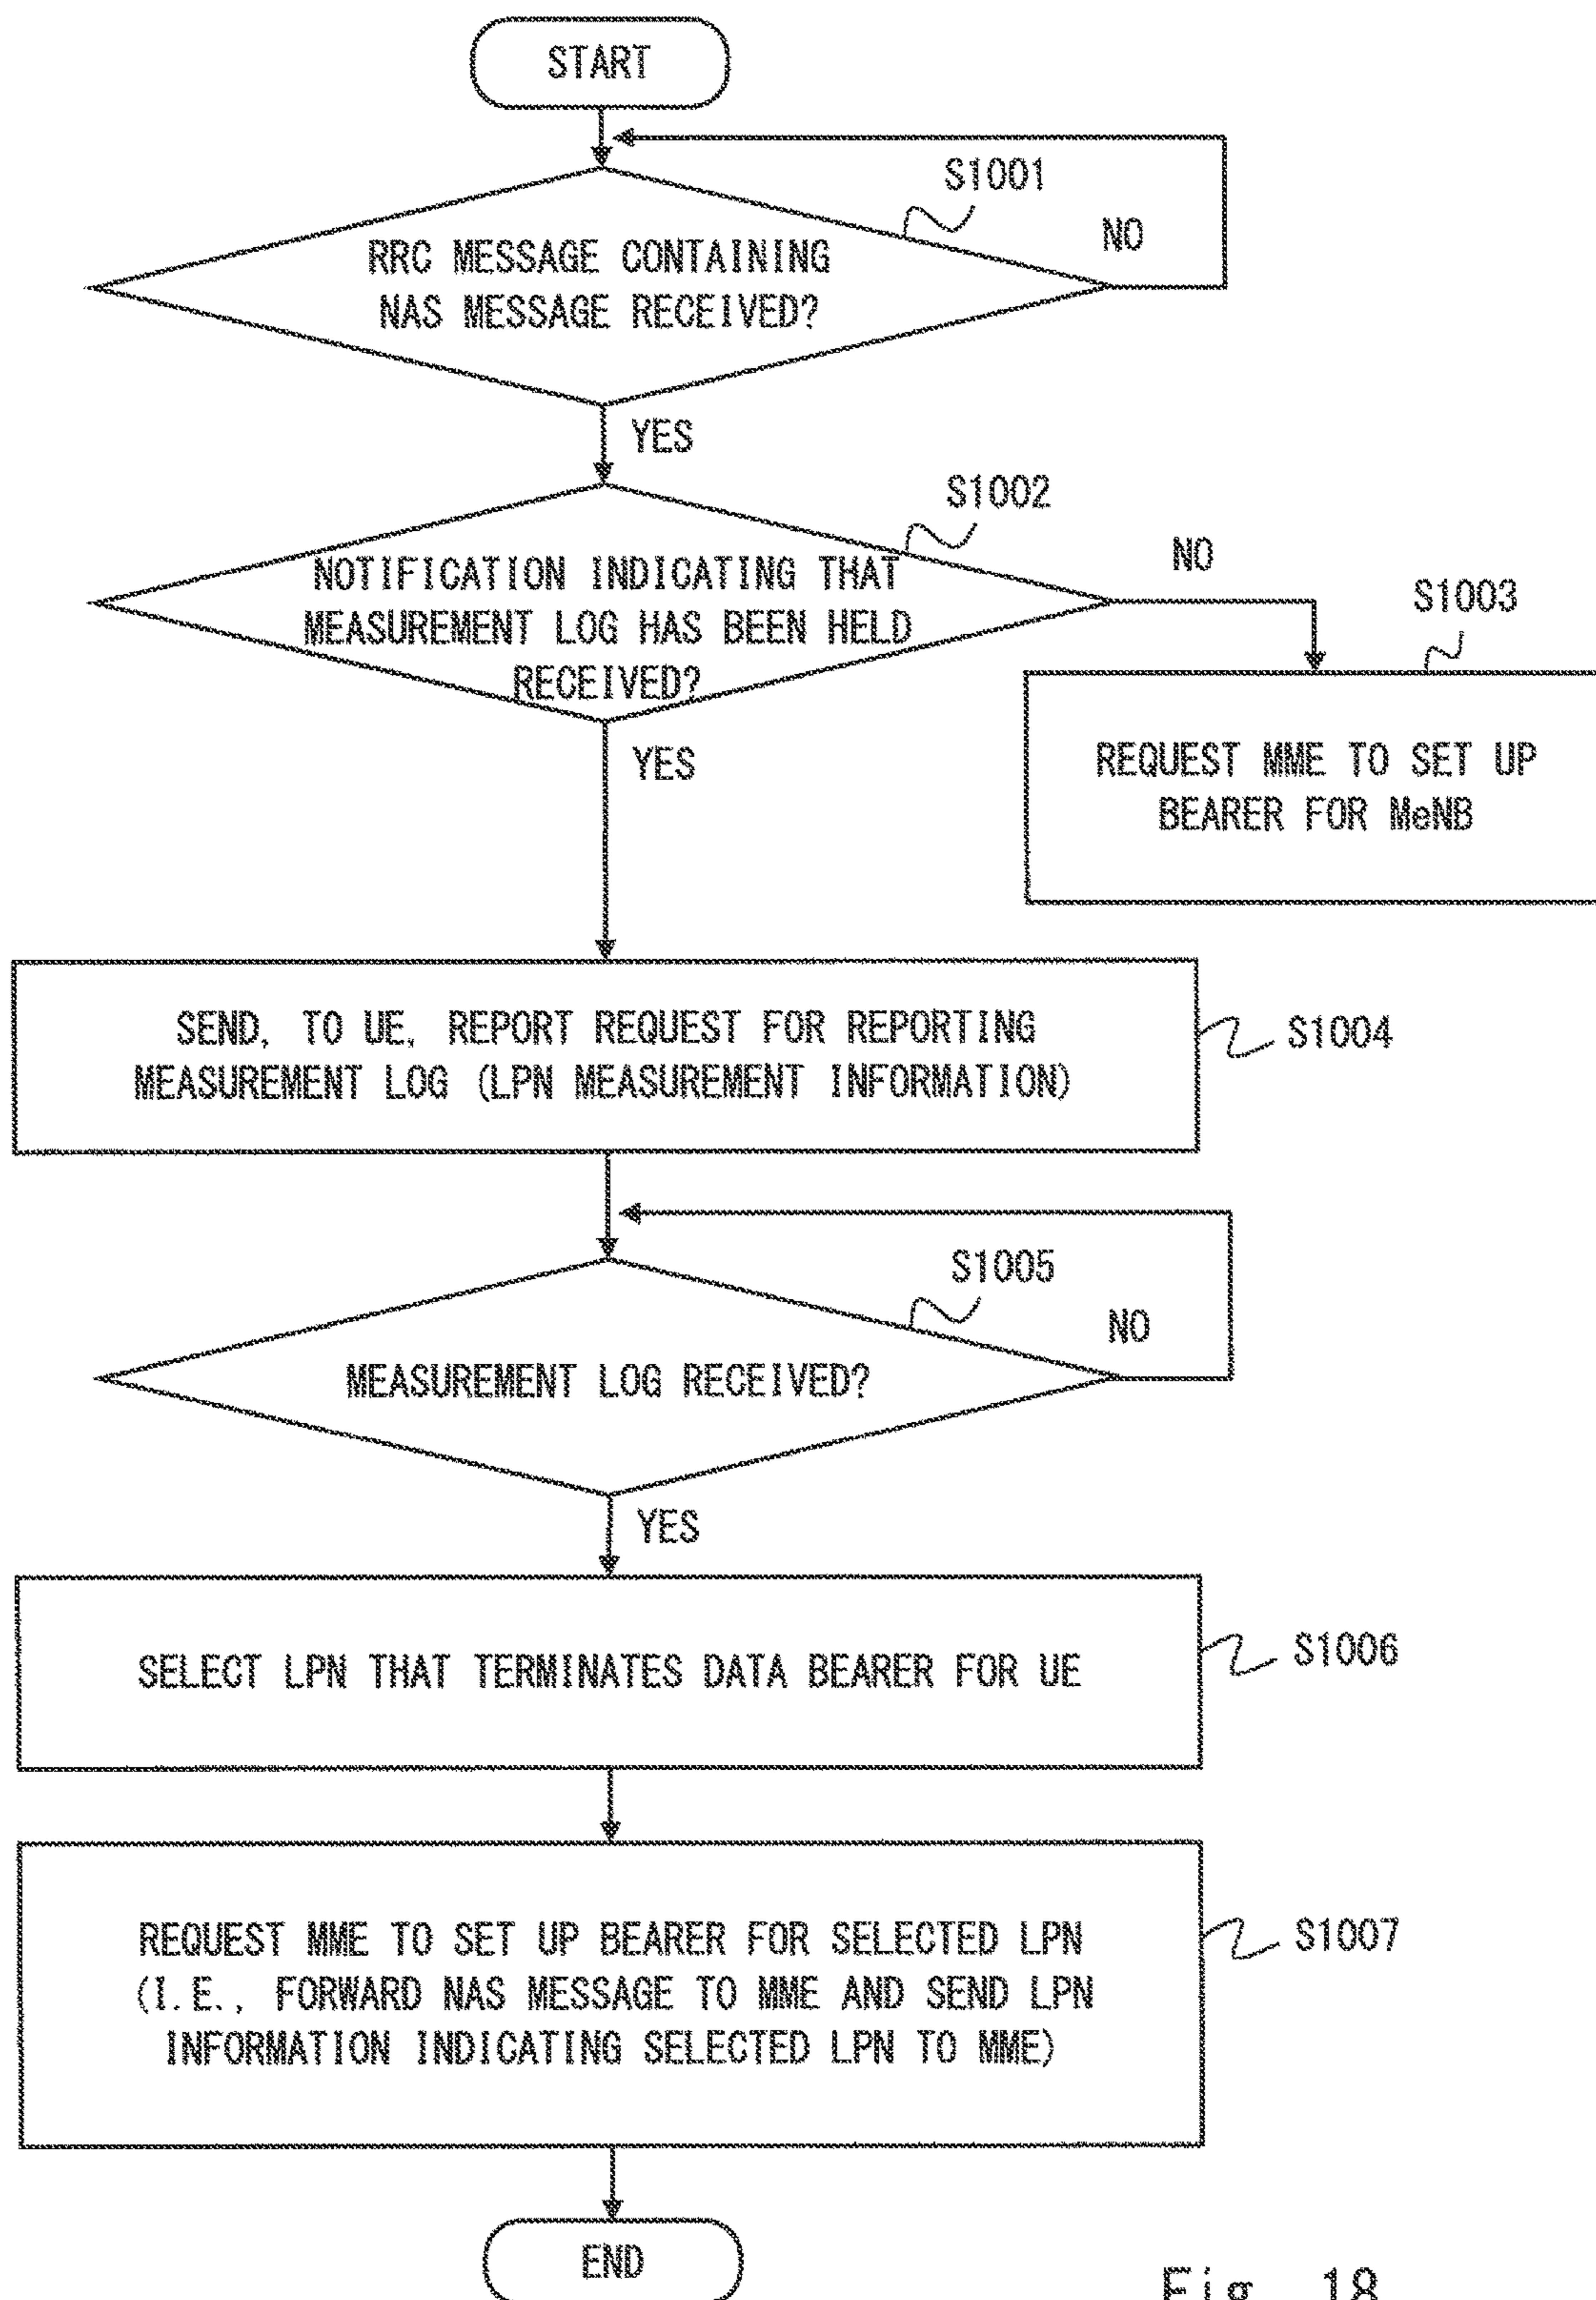 START
S1001
NO
RRC MESSAGE CONTAINING
NAS MESSAGE RECEIVED?
YES
S1002
NO
NOTIFICATION INDICATING THAT
MEASUREMENT LOG HAS BEEN HELD
RECEIVED?
S1003
YES
REQUEST MME TO SET UP
BEARER FOR MeNB
SEND, TO UE, REPORT REQUEST FOR REPORTING
MEASUREMENT LOG (LPN MEASUREMENT INFORMATION)
S1004
S1005
NO
MEASUREMENT LOG RECEIVED?
YES
SELECT LPN THAT TERMINATES DATA BEARER FOR UE
S1006
REQUEST MME TO SET UP BEARER FOR SELECTED LPN
(I.E., FORWARD NAS MESSAGE TO MME AND SEND LPN
INFORMATION INDICATING SELECTED LPN TO MME)
S1007
END
Fig. 18